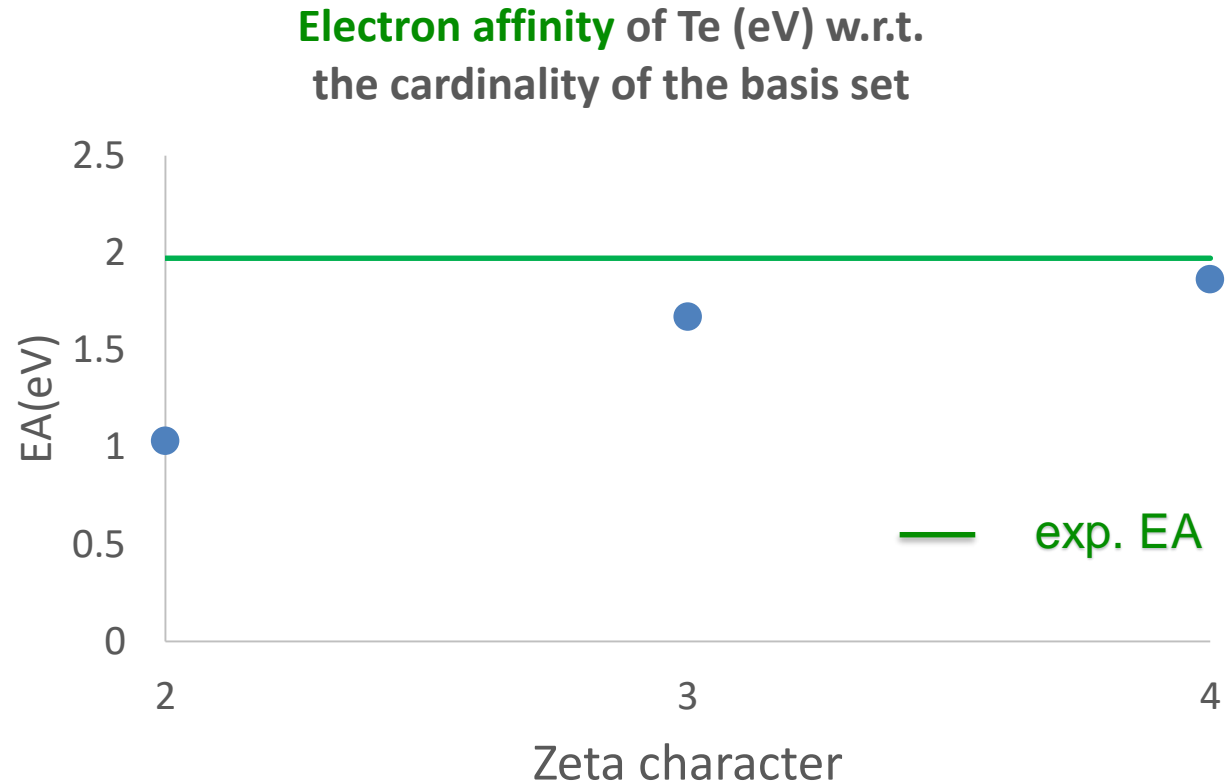 Electron affinity of Te (eV) w.r.t.
the cardinality of the basis set
2.5
2
1.5
1
0.5
0
EA(eV)
exp. EA
2 3 4
Zeta character